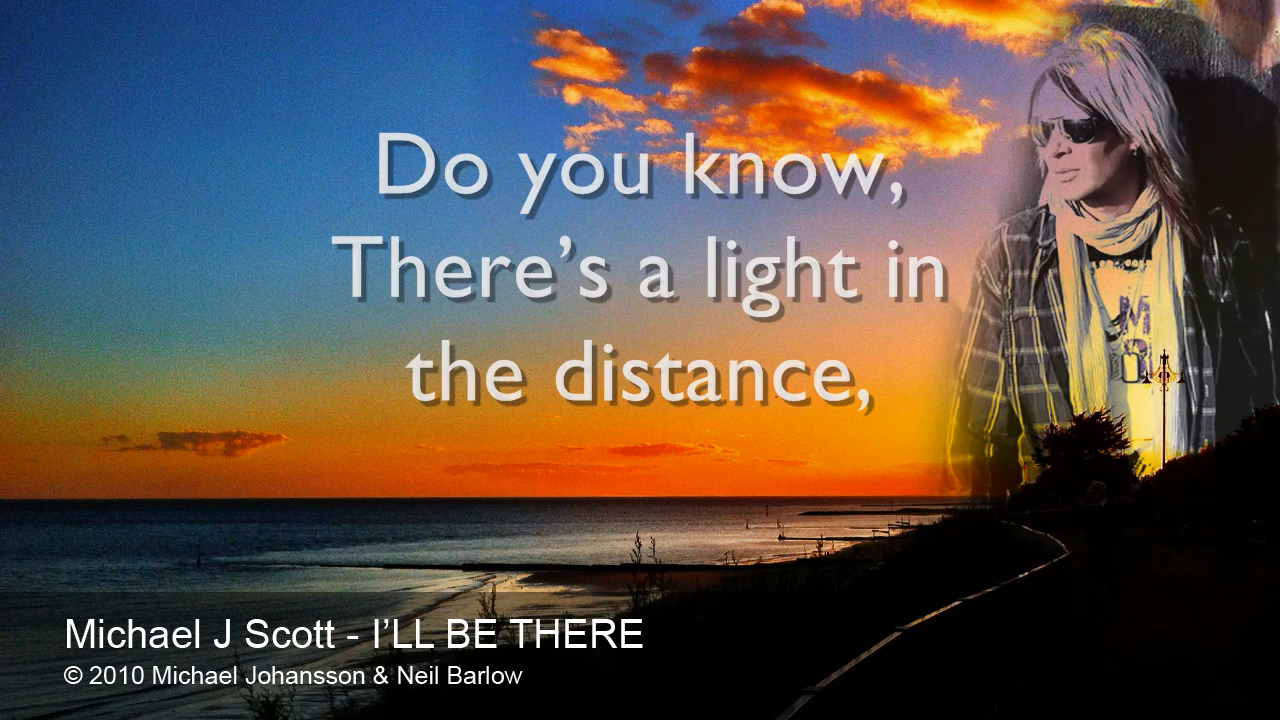 Do you know,
There’s a light in
the distance,
Michael J Scott - I’LL BE THERE
© 2010 Michael Johansson & Neil Barlow